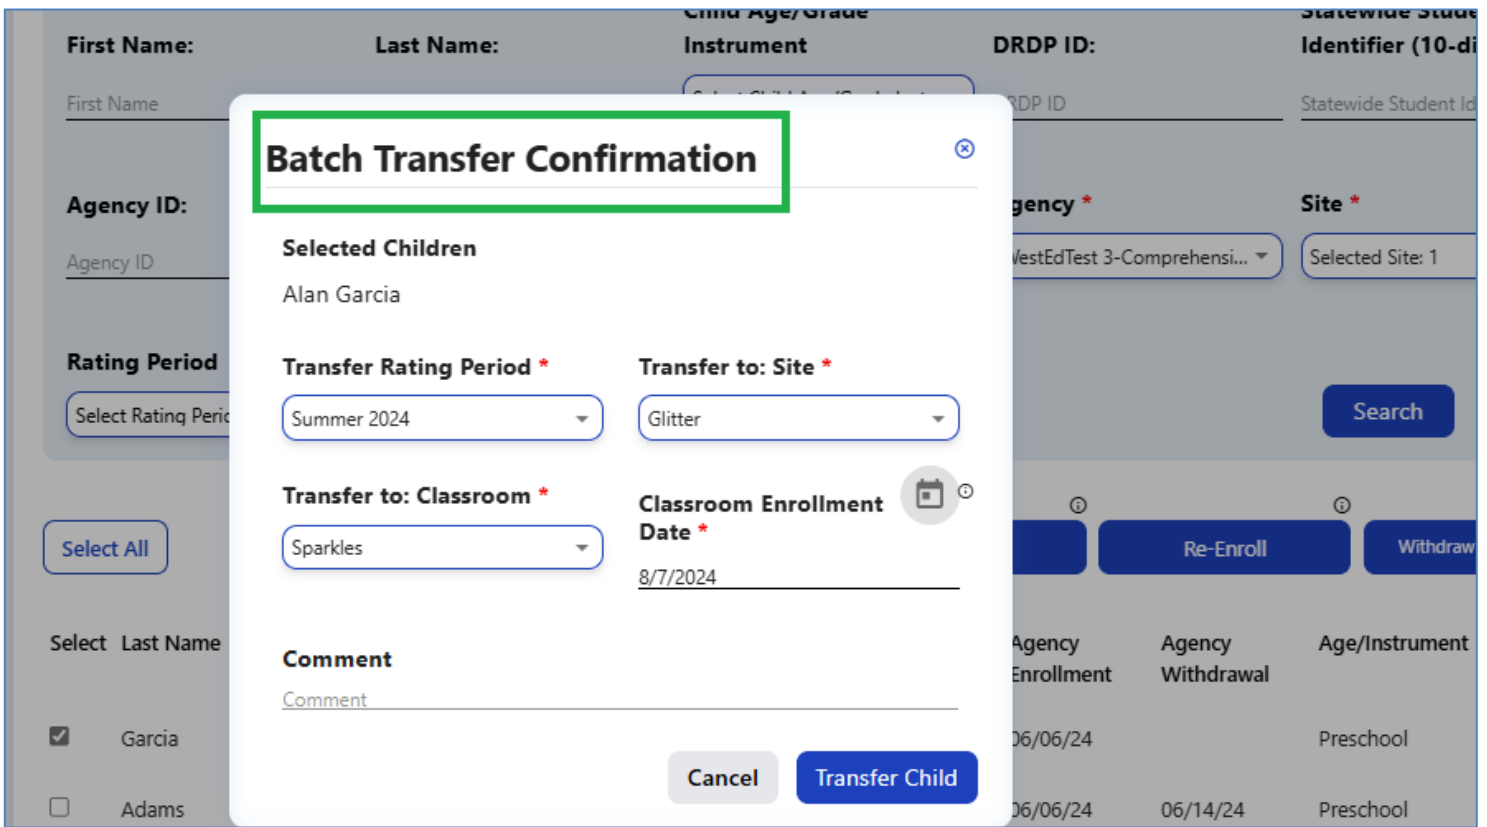 Child Age/Grade
Statewide Stude
First Name:
Last Name:
Instrument
DRDP ID:
Identifier (10-di
First Name
RDP ID
Statewide Student Id
Batch Transfer Confirmation
Agency ID:
gency *
Site *
Agency ID
Selected Children
Alan Garcia
WestEdTest 3-Comprehensi...
Selected Site: 1
Rating Period
Select Rating Peric
Transfer Rating Period *
Transfer to: Site *
Summer 2024
Glitter
Search
Transfer to: Classroom *
Classroom Enrollment
Date *
Sparkles
8/7/2024
Select All
Re-Enroll
Withdraw
Comment
Comment
Select
Last Name
Agency
Enrollment
Agency
Withdrawal
Age/Instrument
Garcia
06/06/24
Preschool
Cancel
Transfer Child
Adams
06/06/24
06/14/24
Preschool